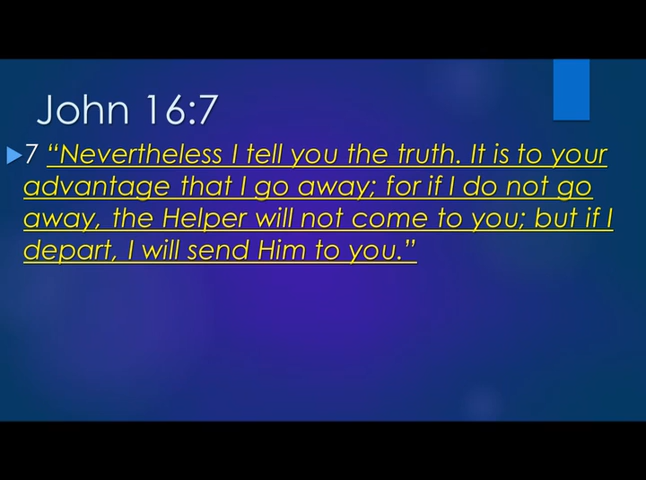 John 16:7
7 “Nevertheless I tell you the truth. It is to your
advantage that I go away; for if I do not go
away, the Helper will not come to you; but if I
depart, I will send Him to you.”